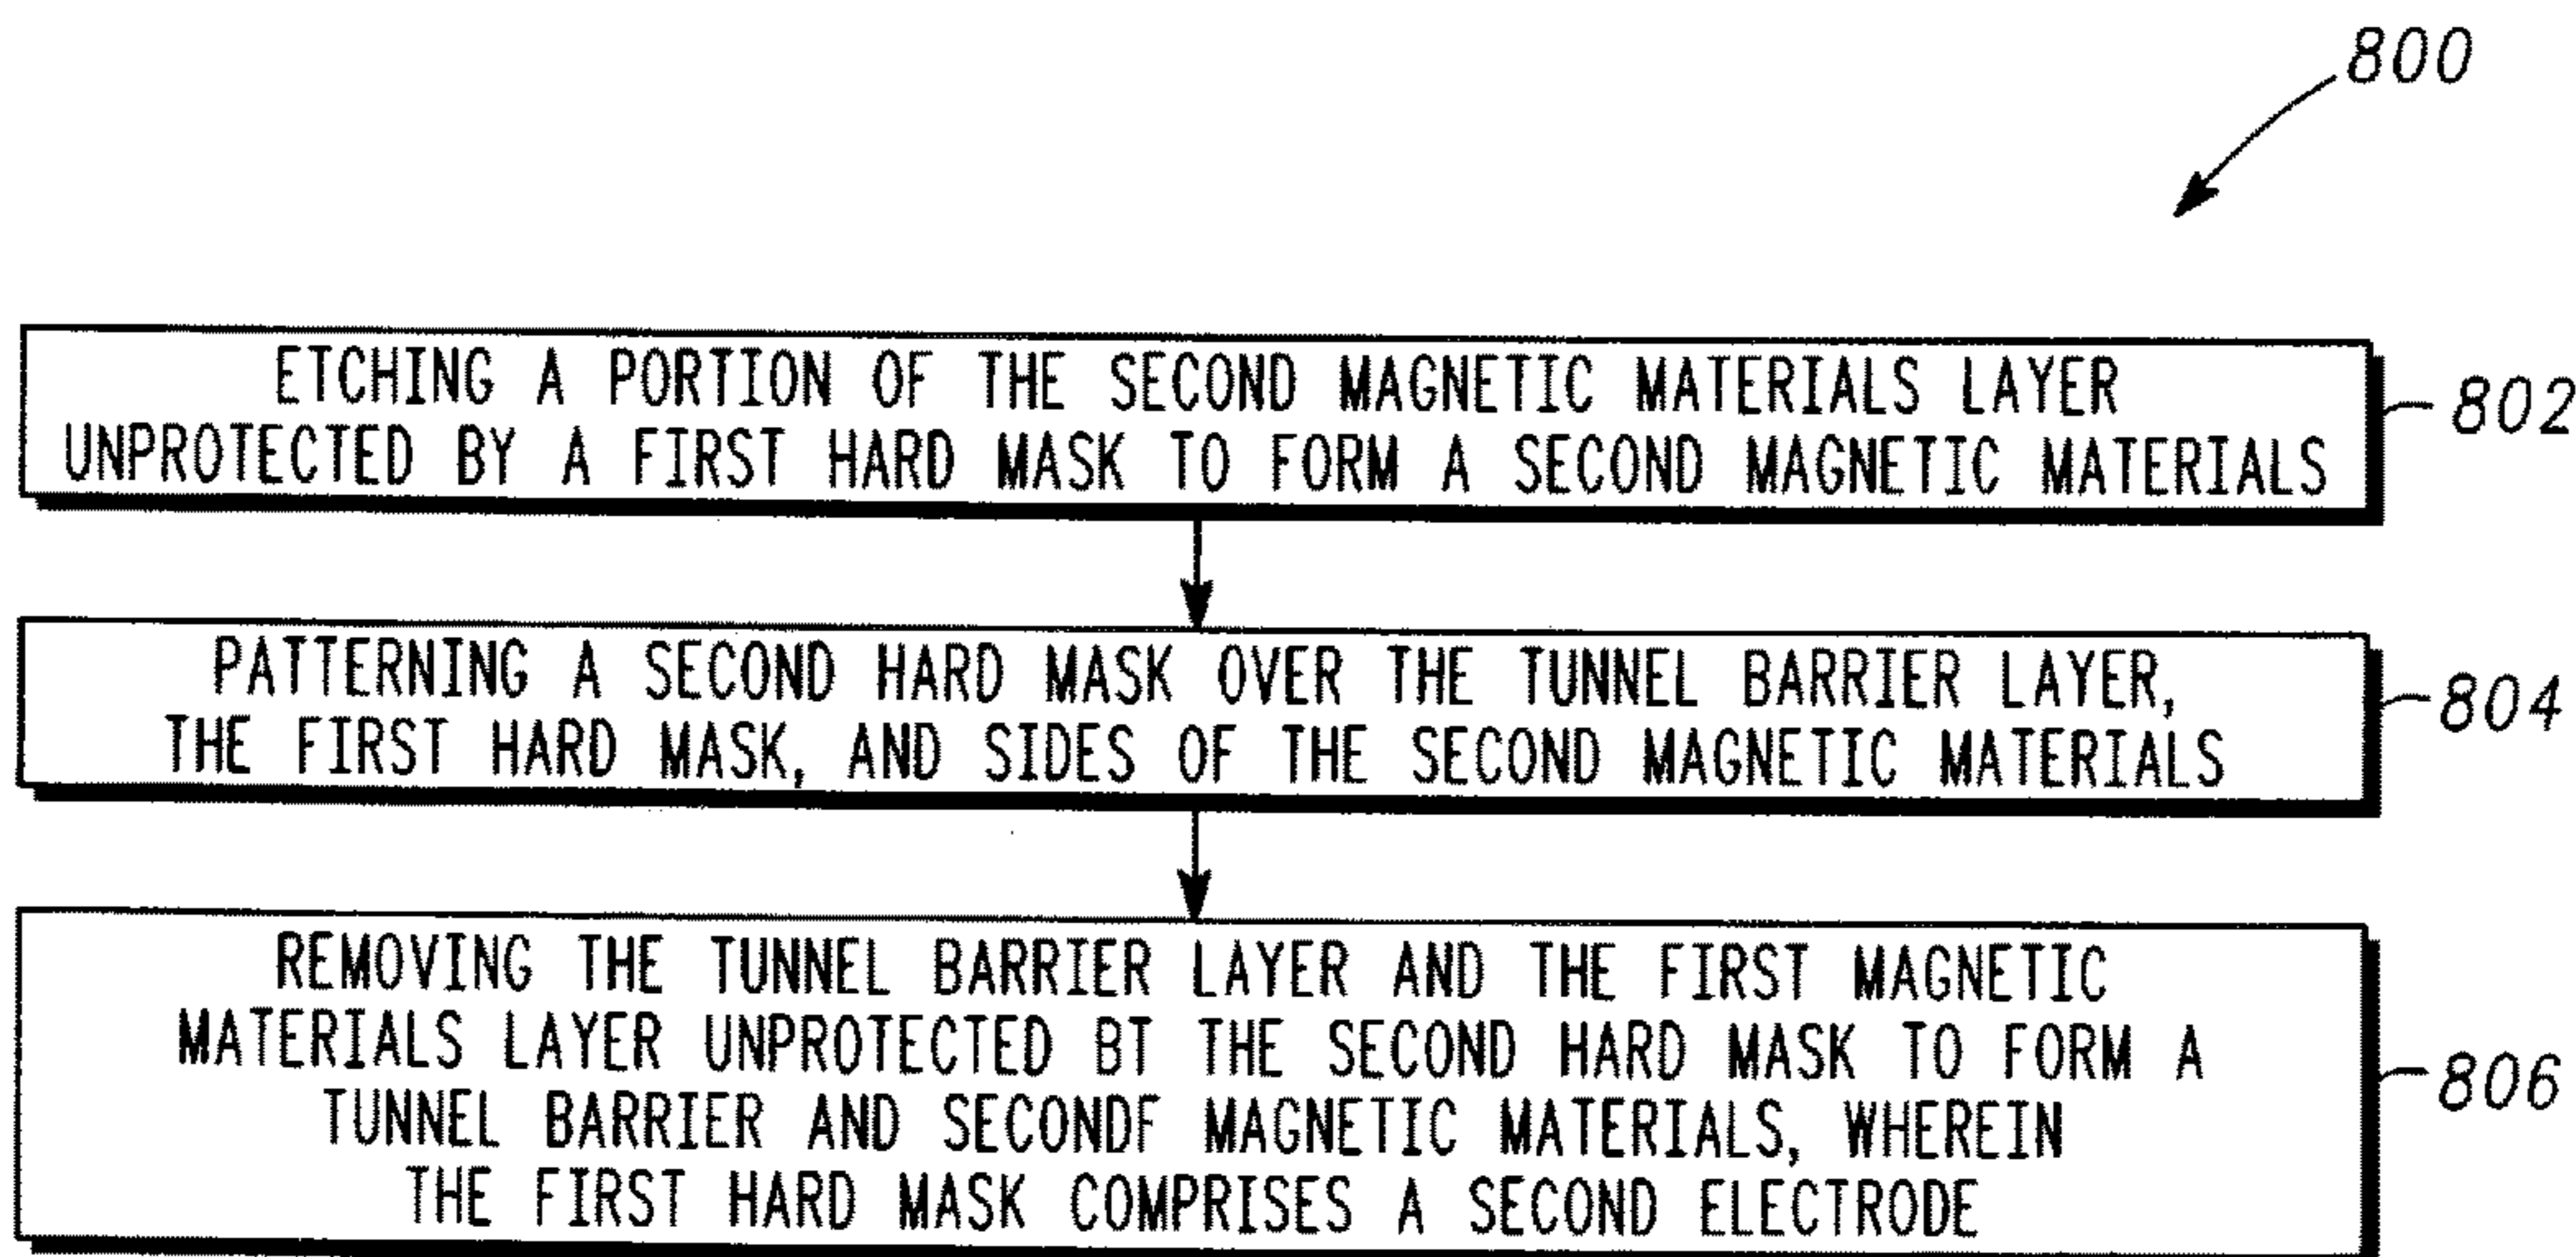 800
ETCHING A PORTION OF THE SECOND MAGNETIC MATERIALS LAYER
UNPROTECTED BY A FIRST HARD MASK TO FORM A SECOND MAGNETIC MATERIALS
802
PATTERNING A SECOND HARD MASK OVER THE TUNNEL BARRIER LAYER,
THE FIRST HARD MASK, AND SIDES OF THE SECOND MAGNETIC MATERIALS
804
REMOVING THE TUNNEL BARRIER LAYER AND THE FIRST MAGNETIC
MATERIALS LAYER UNPROTECTED BT THE SECOND HARD MASK TO FORM A
TUNNEL BARRIER AND SECONDF MAGNETIC MATERIALS, WHEREIN
THE FIRST HARD MASK COMPRISES A SECOND ELECTRODE
806